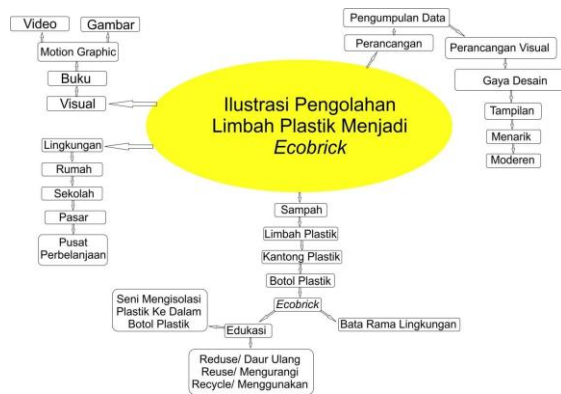 Video
Gambar
Motion Graphic
Buku
Visual
Pengumpulan Data
Perancangan
Perancangan Visual
Gaya Desain
Tampilan
Menarik
Moderen
Ilustrasi Pengolahan
Limbah Plastik Menjadi
Ecobrick
Lingkungan
Rumah
Sekolah
Pasar
Pusat
Perbelanjaan
Sampah
Limbah Plastik
Kantong Plastik
Botol Plastik
Ecobrick
Seni Mengisolasi
Plastik Ke Dalam
Botol Plastik
Edukasi
Bata Rama Lingkungan
Reduse/ Daur Ulang
Reuse/ Mengurangi
Recycle/ Menggunakan